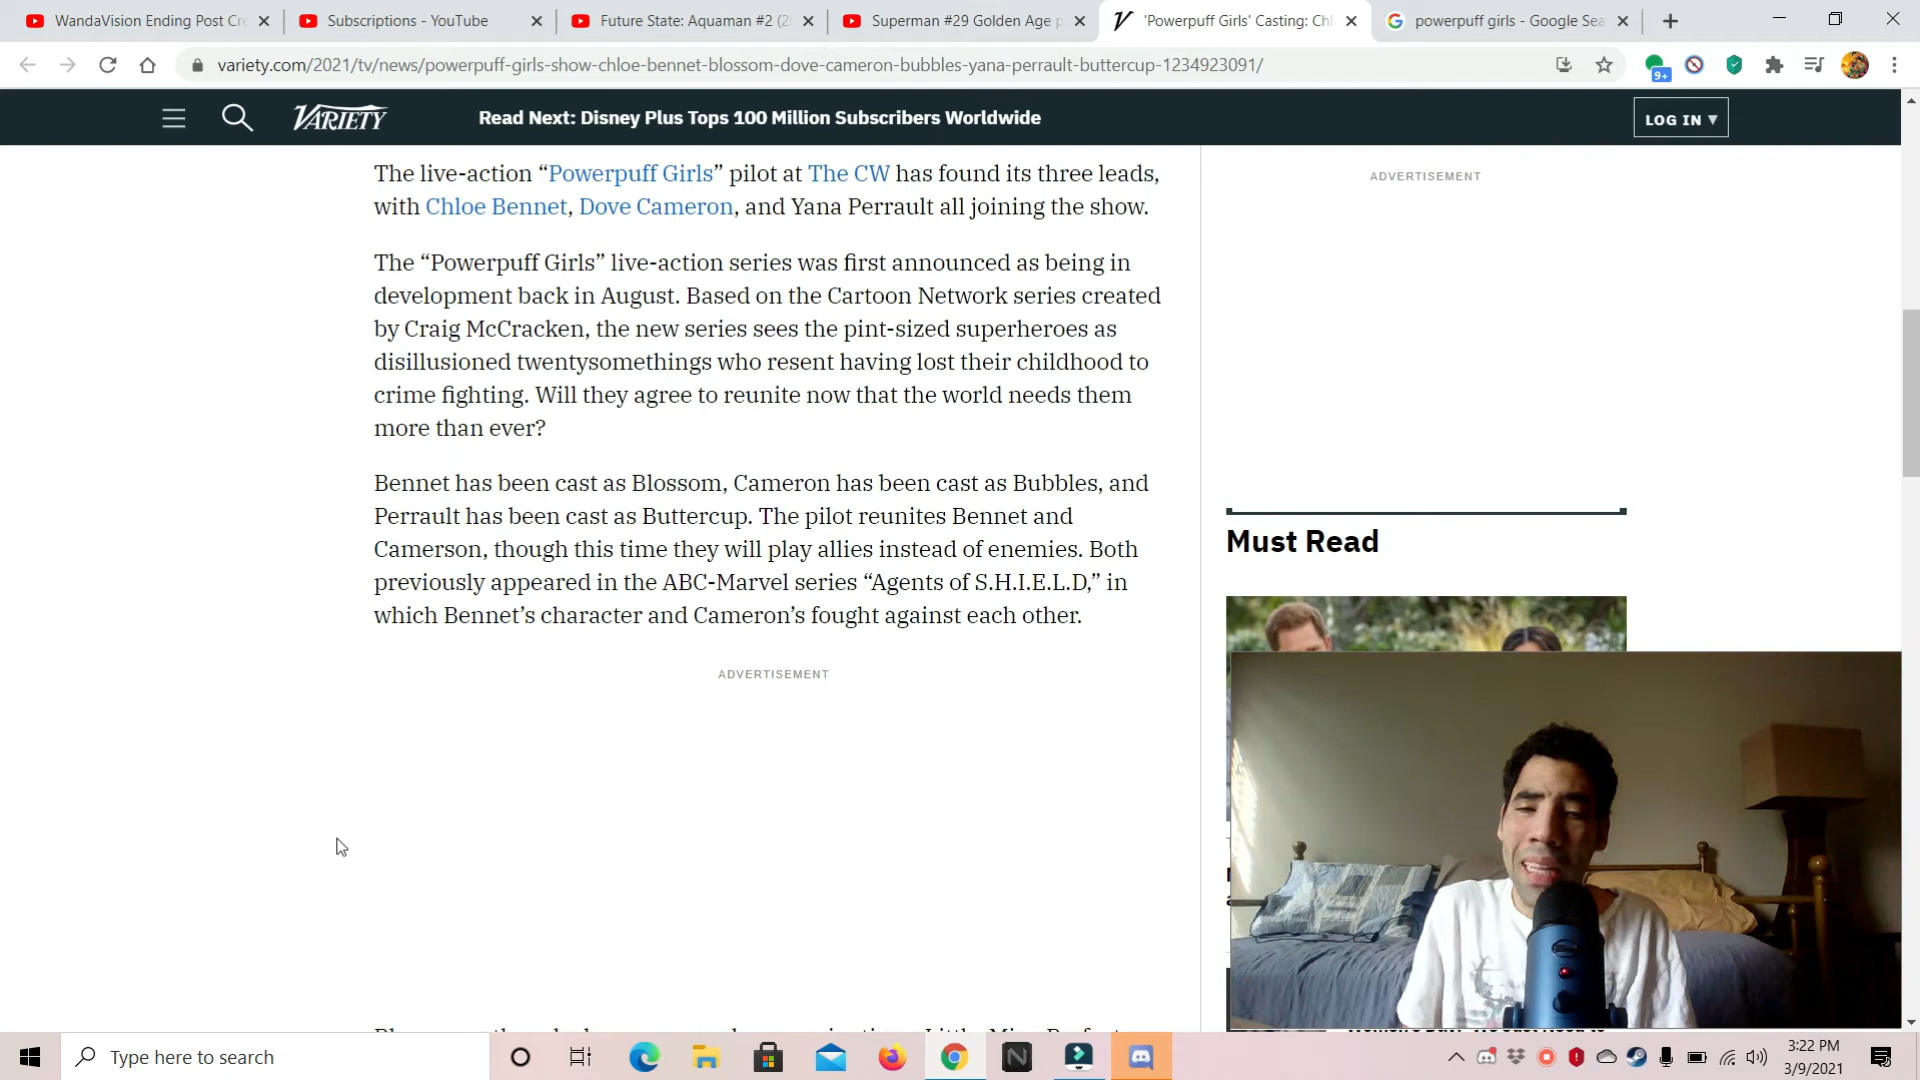 WandaVision Ending Post Cre
Subscriptions - YouTube
Future State: Aquaman #2 (2
Superman #29 Golden Age p
'Powerpuff Girls' Casting: Chl
powerpuff girls - Google Sea
variety.com/2021/tv/news/powerpuff-girls-show-chloe-bennet-blossom-dove-cameron-bubbles-yana-perrault-buttercup-1234923091/
9+
VARIETY
Read Next: Disney Plus Tops 100 Million Subscribers Worldwide
LOG IN ▾
The live-action “Powerpuff Girls” pilot at The CW has found its three leads,
with Chloe Bennet, Dove Cameron, and Yana Perrault all joining the show.
The “Powerpuff Girls” live-action series was first announced as being in
development back in August. Based on the Cartoon Network series created
by Craig McCracken, the new series sees the pint-sized superheroes as
disillusioned twentysomethings who resent having lost their childhood to
crime fighting. Will they agree to reunite now that the world needs them
more than ever?
Bennet has been cast as Blossom, Cameron has been cast as Bubbles, and
Perrault has been cast as Buttercup. The pilot reunites Bennet and
Camerson, though this time they will play allies instead of enemies. Both
previously appeared in the ABC-Marvel series “Agents of S.H.I.E.L.D,” in
which Bennet’s character and Cameron’s fought against each other.
ADVERTISEMENT
ADVERTISEMENT
Must Read
Type here to search
3:22 PM
3/9/2021